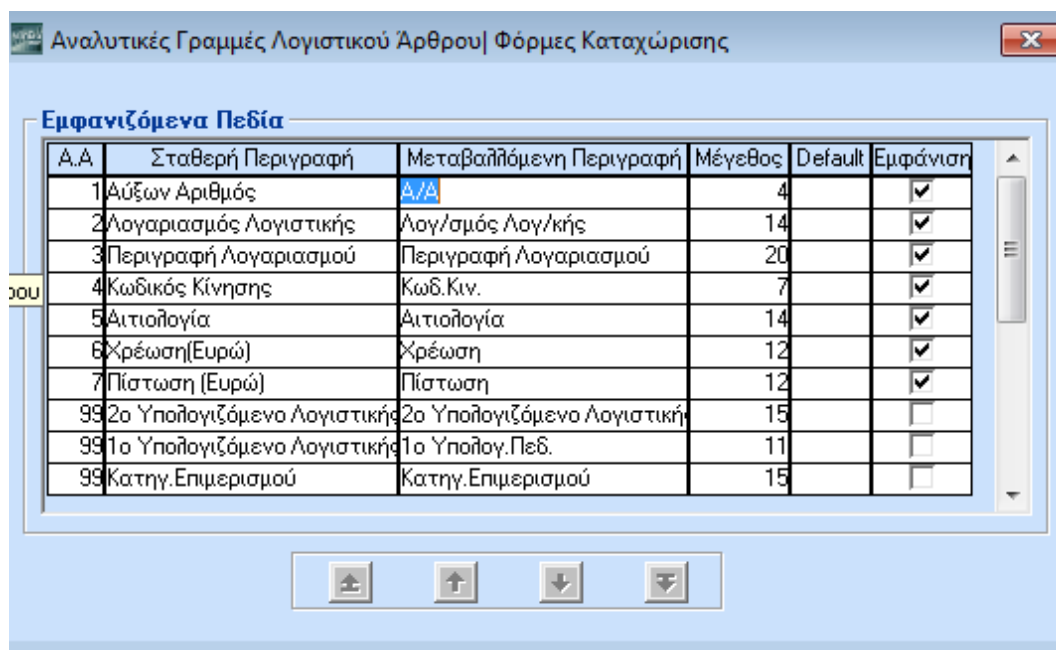 Αναλυτικές Γραμμές Λογιστικού Άρθρου| Φόρμες Καταχώρισης
Εμφανιζόμενα Πεδία
Α.Α Σταθερή Περιγραφή Μεταβαλλόμενη Περιγραφή Μέγεθος Default Εμφάνιση
1 Αύξων Αριθμός Α/Α 4
2 Λογαριασμός Λογιστικής Λογ/σμός Λογ/κής 14
3 Περιγραφή Λογαριασμού Περιγραφή Λογαριασμού 20
ρου
4 Κωδικός Κίνησης Κωδ.Κιν. 7
5 Αιτιολογία Αιτιολογία 14
6 Χρέωση(Ευρώ) Χρέωση 12
7 Πίστωση (Ευρώ) Πίστωση 12
99 2ο Υπολογιζόμενο Λογιστικής 2ο Υπολογιζόμενο Λογιστική 15
99 1ο Υπολογιζόμενο Λογιστικής 1ο Υπολογ.Πεδ. 11
99 Κατηγ.Επιμερισμού Κατηγ.Επιμερισμού 15